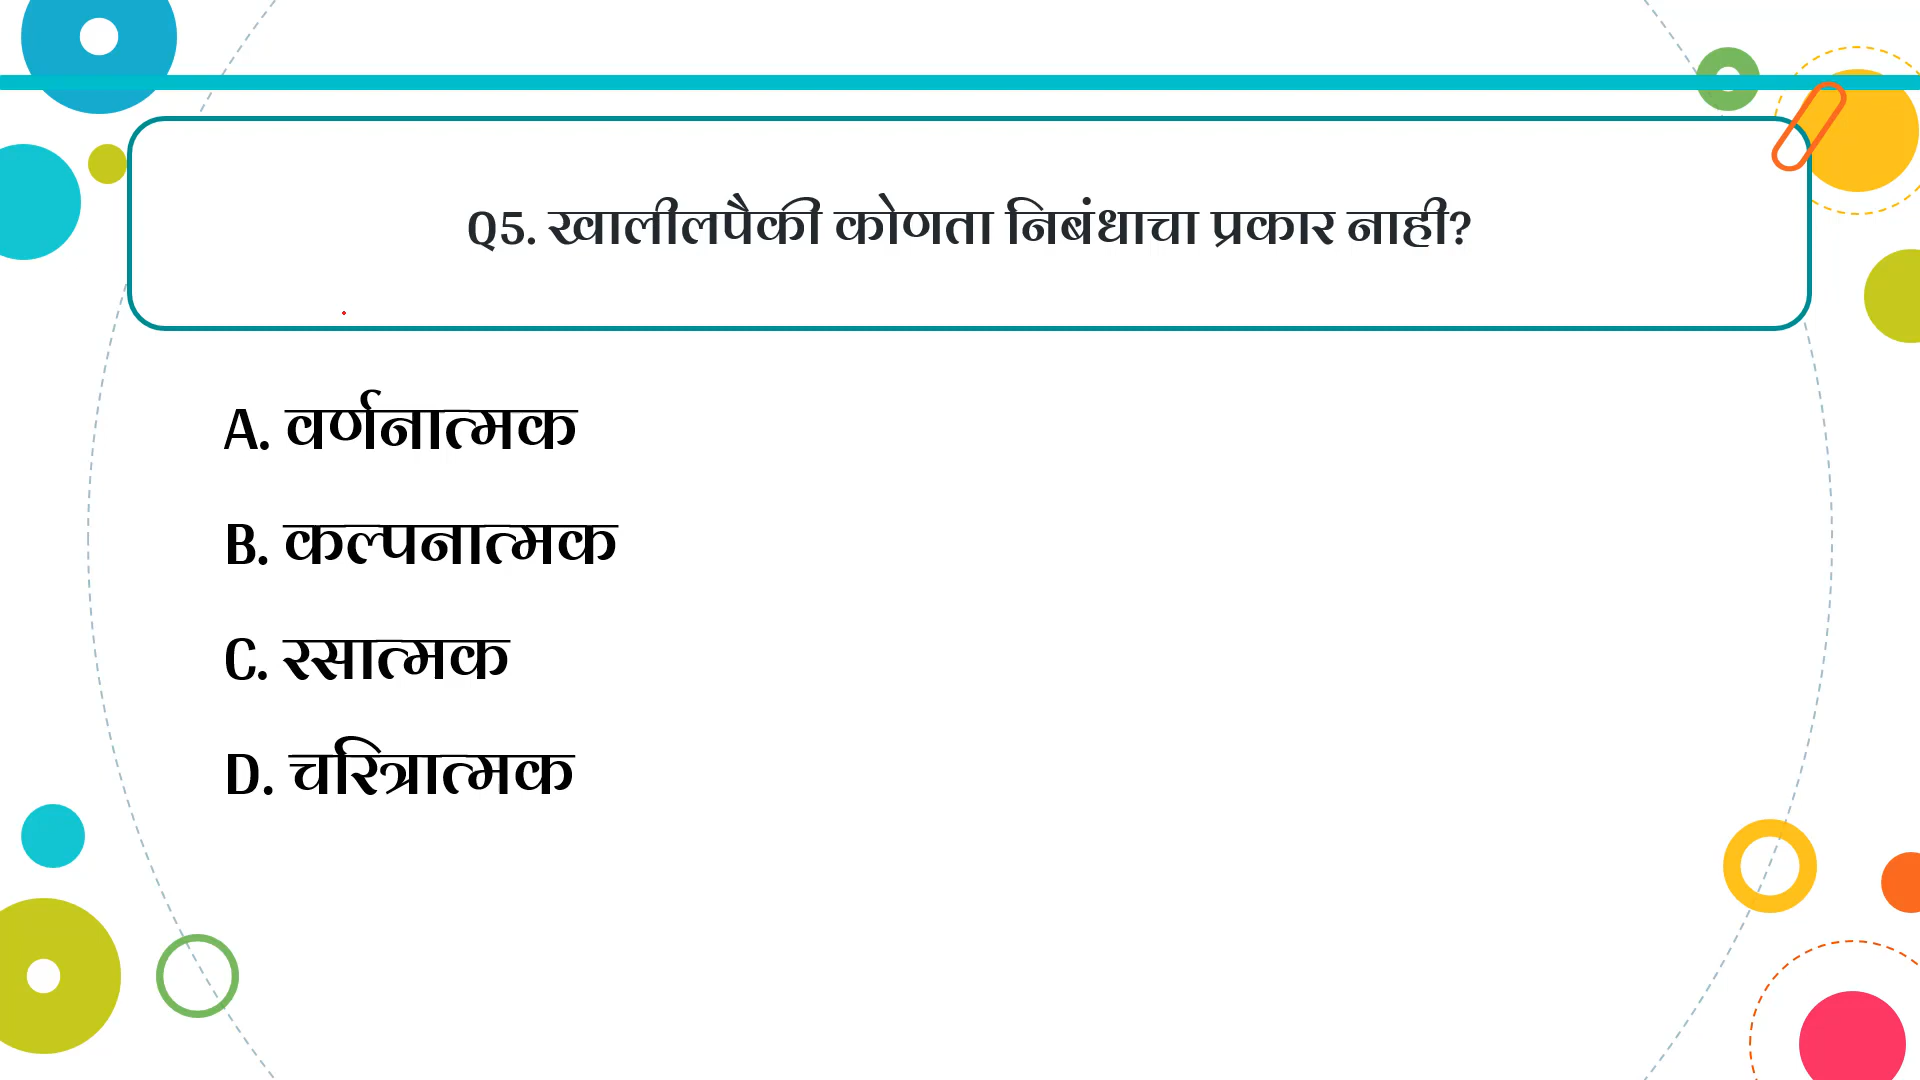 Q5. खालीलपैकी कोणता निबंधाचा प्रकार नाही?
A. वर्णनात्मक
B. कल्पनात्मक
C. रसात्मक
D. चरित्रात्मक